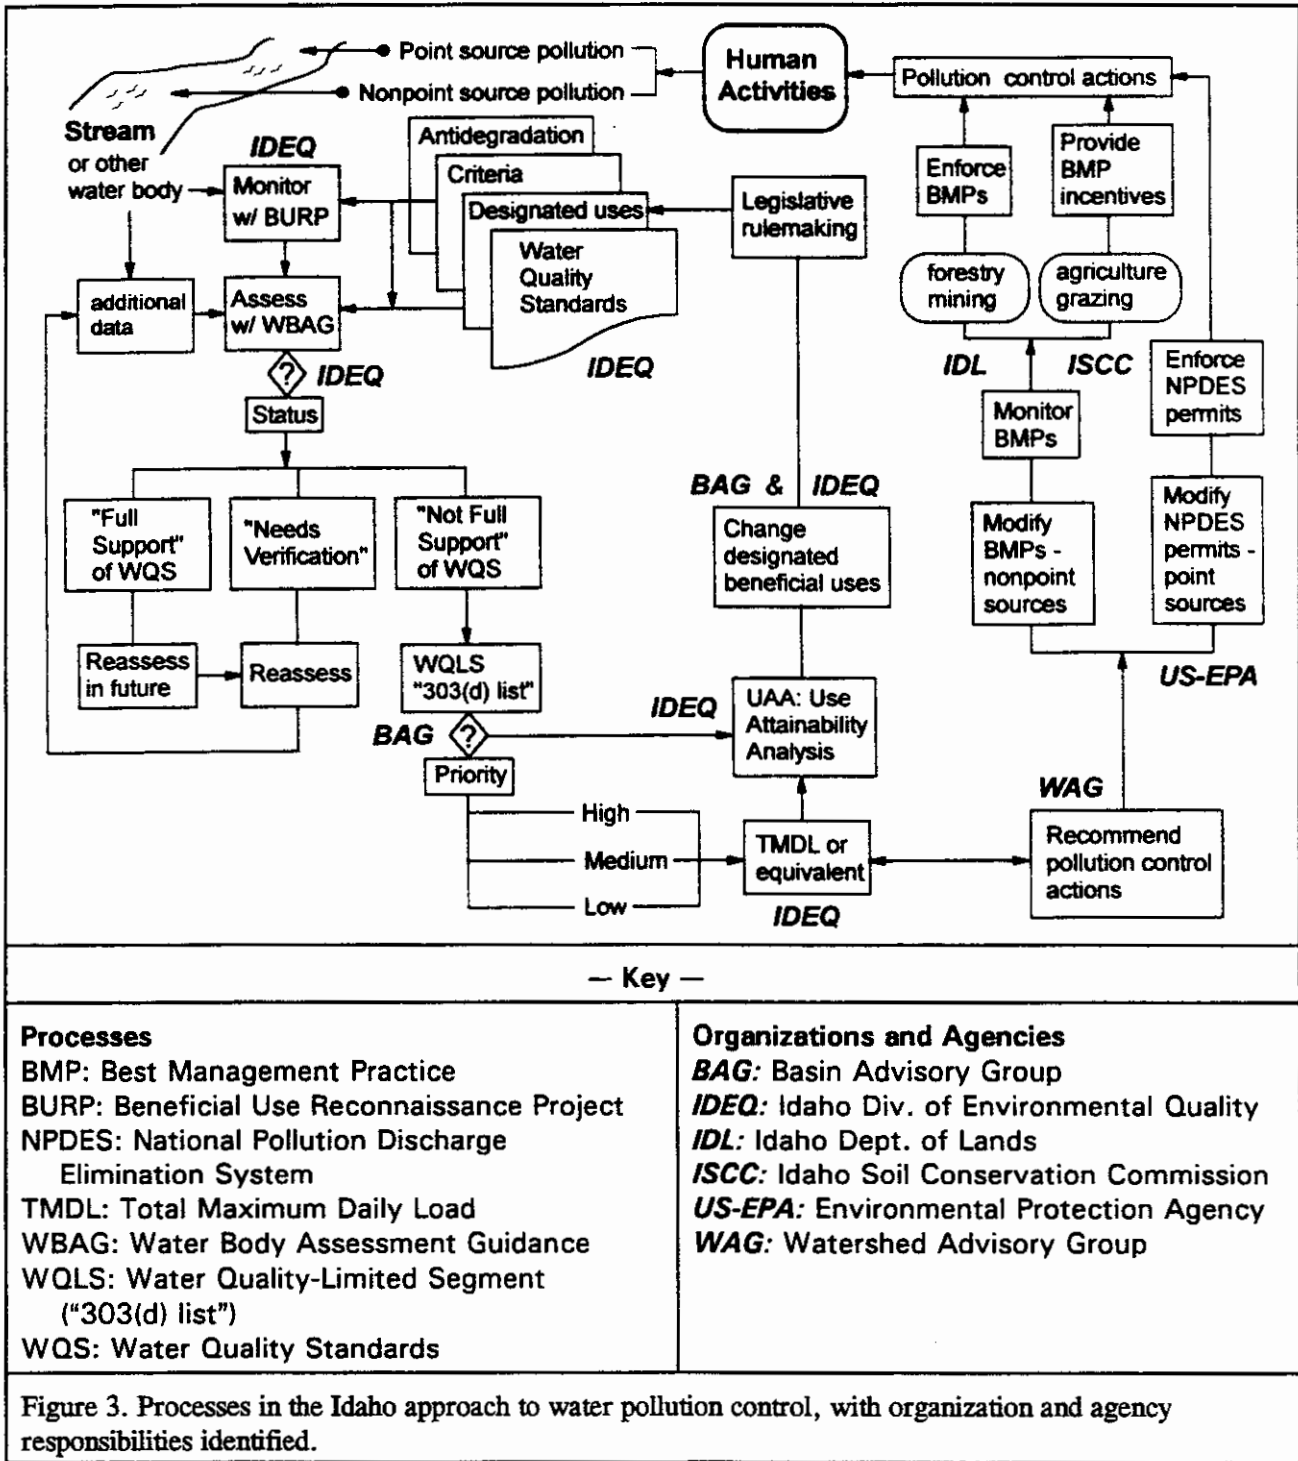 Point source pollution
Nonpoint source pollution
Human
Activities
Pollution control actions
Stream
or other
water body
IDEQ
Monitor
w/ BURP
Antidegradation
Criteria
Designated uses
Water
Quality
Standards
IDEQ
Legislative
rulemaking
Enforce
BMPs
Provide
BMP
incentives
forestry
mining
agriculture
grazing
IDL
ISCC
additional
data
Assess
w/ WBAG
?
IDEQ
Status
Monitor
BMPs
Enforce
NPDES
permits
"Full
Support"
of WQS
"Needs
Verification"
"Not Full
Support"
of WQS
BAG & IDEQ
Change
designated
beneficial uses
Modify
BMPs -
nonpoint
sources
Modify
NPDES
permits -
point
sources
US-EPA
Reassess
in future
Reassess
WQLS
"303(d) list"
BAG
?
Priority
IDEQ
UAA: Use
Attainability
Analysis
High
Medium
Low
TMDL or
equivalent
IDEQ
WAG
Recommend
pollution control
actions
— Key —
Processes
BMP: Best Management Practice
BURP: Beneficial Use Reconnaissance Project
NPDES: National Pollution Discharge
Elimination System
TMDL: Total Maximum Daily Load
WBAG: Water Body Assessment Guidance
WQLS: Water Quality-Limited Segment
("303(d) list")
WQS: Water Quality Standards
Organizations and Agencies
BAG: Basin Advisory Group
IDEQ: Idaho Div. of Environmental Quality
IDL: Idaho Dept. of Lands
ISCC: Idaho Soil Conservation Commission
US-EPA: Environmental Protection Agency
WAG: Watershed Advisory Group
Figure 3. Processes in the Idaho approach to water pollution control, with organization and agency
responsibilities identified.